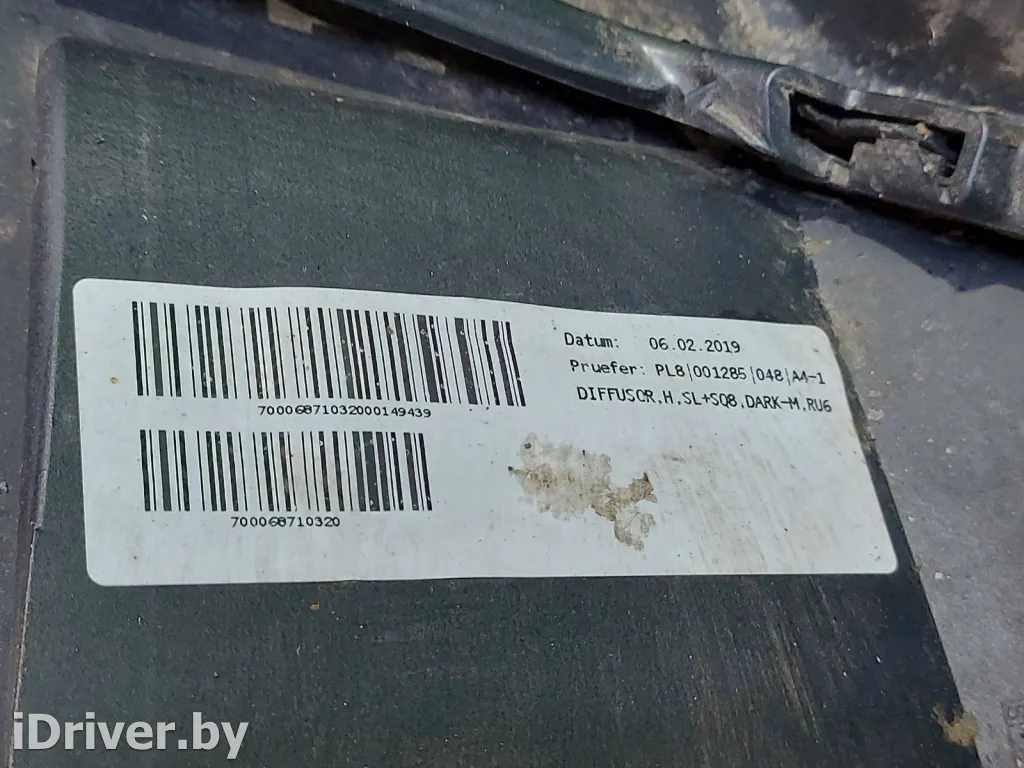 70006871032000149439
700068710320
Datum: 06.02.2019
Pruefer: PL8|001285|048|A4-1
DIFFUSOR,H,SL+SQ8,DARK-M,RU6
iDriver.by